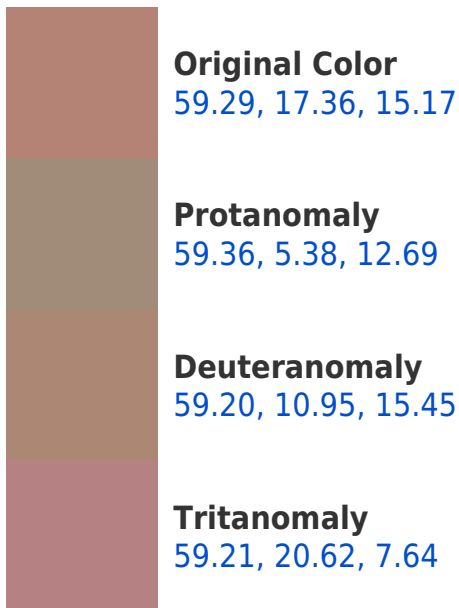 Original Color
59.29, 17.36, 15.17
Protanomaly
59.36, 5.38, 12.69
Deuteranomaly
59.20, 10.95, 15.45
Tritanomaly
59.21, 20.62, 7.64